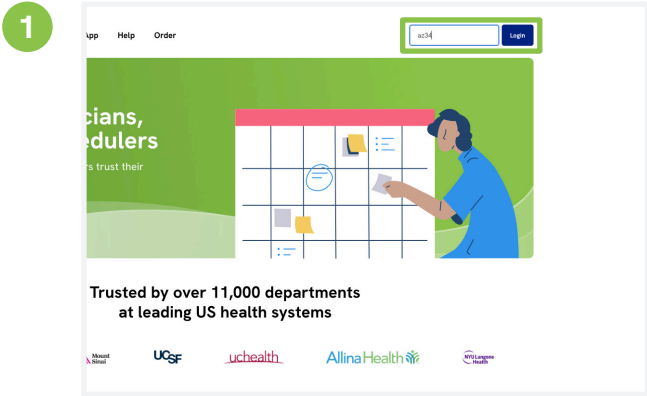 1
App Help Order
az34
Login
cians,
edulers
rs trust their
Trusted by over 11,000 departments
at leading US health systems
Mount
Sinai
UCSF
uchealth
Allina Health
NYU Langone
Health